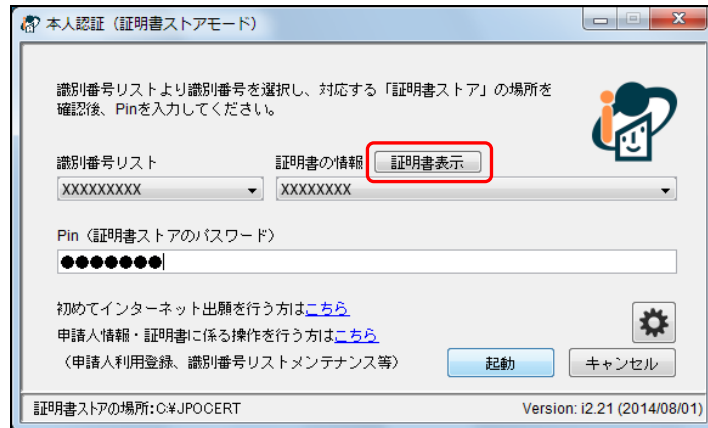 本人認証（証明書ストアモード）
識別番号リストより識別番号を選択し、対応する「証明書ストア」の場所を
確認後、Pinを入力してください。
識別番号リスト 証明書の情報 証明書表示
XXXXXXXXX XXXXXXXX
Pin（証明書ストアのパスワード）
●●●●●●●
初めてインターネット出願を行う方はこちら
申請人情報・証明書に係る操作を行う方はこちら
（申請人利用登録、識別番号リストメンテナンス等） 起動 キャンセル
証明書ストアの場所:C:¥JPOCERT Version: i2.21 (2014/08/01)